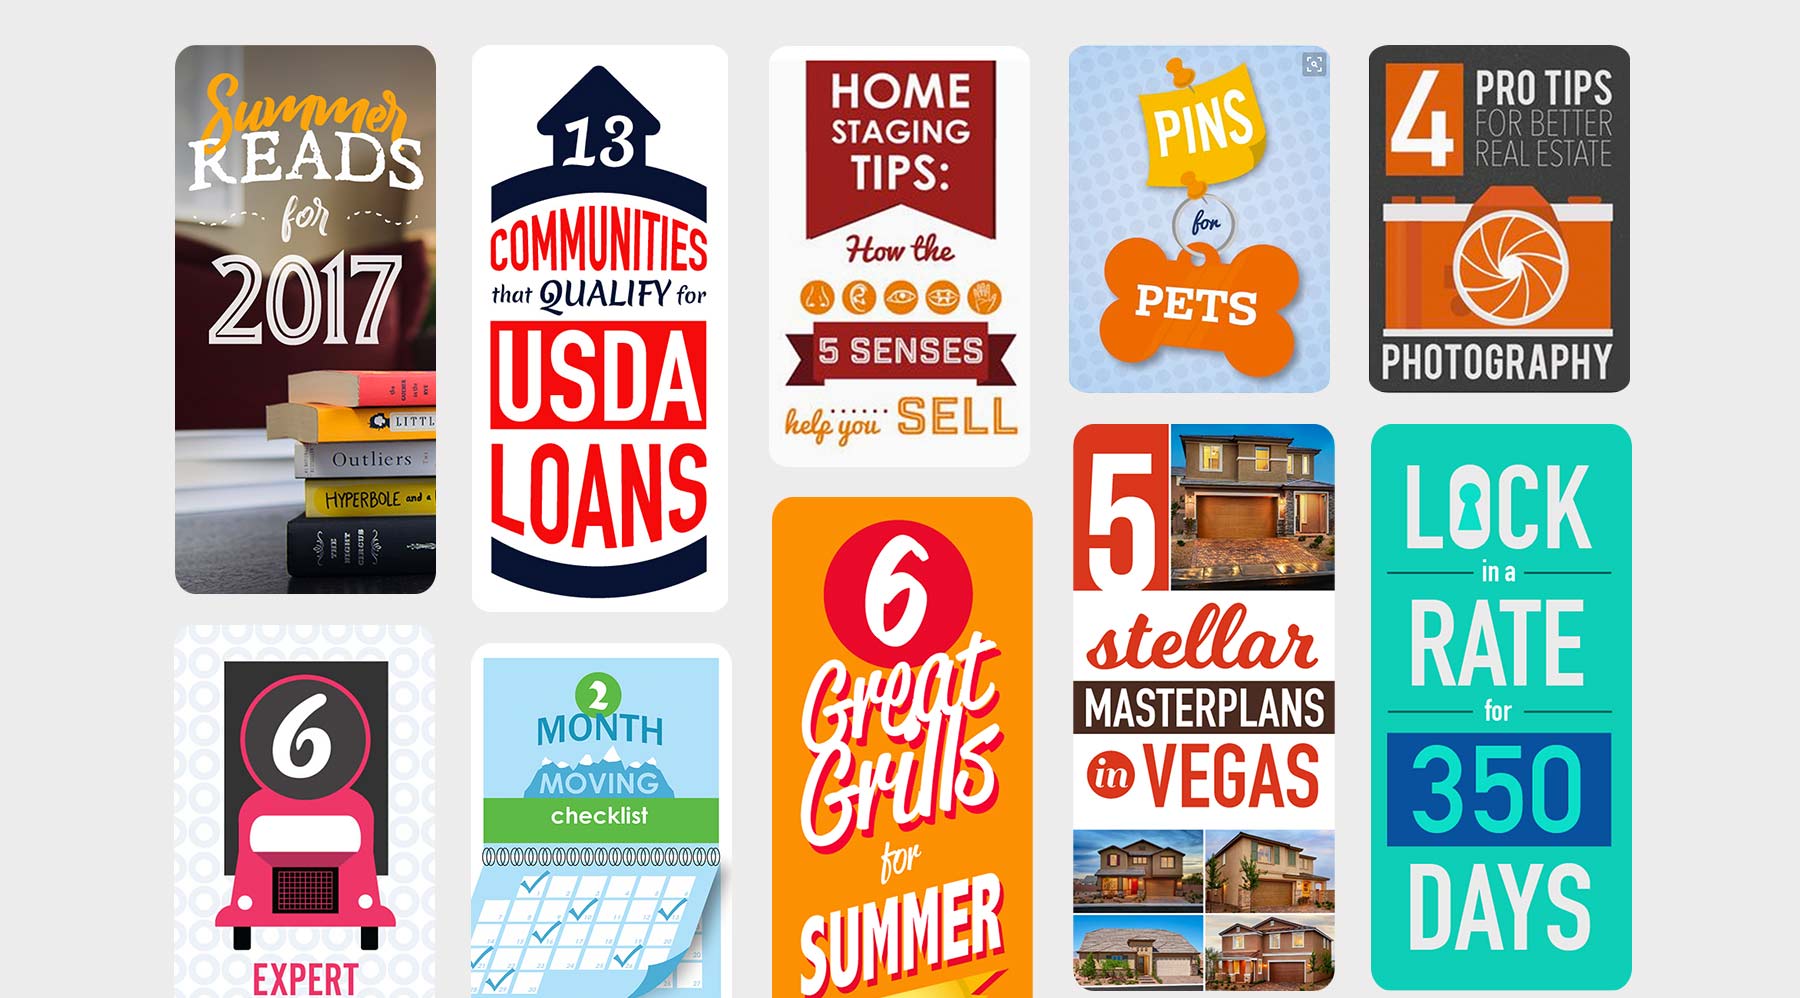 Summer
READS
for
2017
LITTL
Outliers
HYPERBOLE and a
THE
NIGHT
CIRCUS
13
COMMUNITIES
that QUALIFY for
USDA
LOANS
HOME
STAGING
TIPS:
How the
5 SENSES
help you SELL
PINS
for
PETS
4
PRO TIPS
FOR BETTER
REAL ESTATE
PHOTOGRAPHY
6
EXPERT
2
MONTH
MOVING
checklist
6
Great
Grills
for
SUMMER
5
stellar
MASTERPLANS
in VEGAS
LOCK
in a
RATE
for
350
DAYS